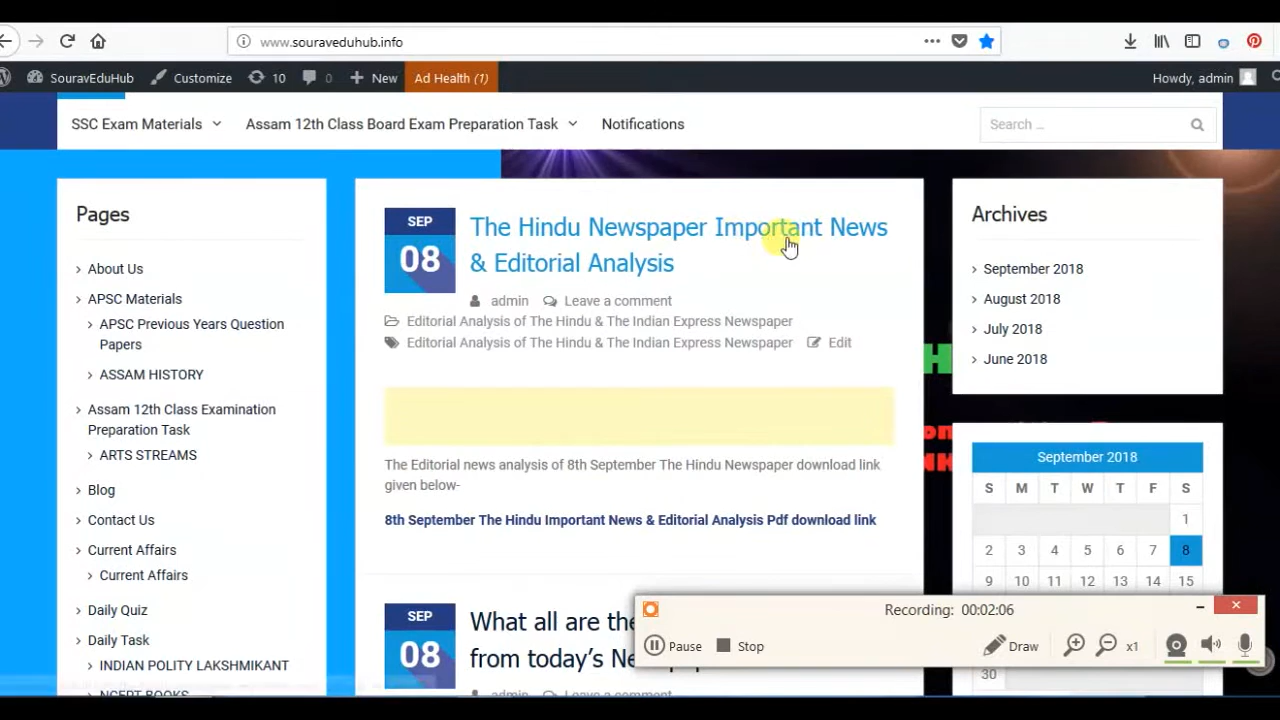 www.souraveduhub.info
SouravEduHub
Customize
10
0
New
Ad Health (1)
Howdy, admin
SSC Exam Materials
Assam 12th Class Board Exam Preparation Task
Notifications
Search …
Pages
About Us
APSC Materials
APSC Previous Years Question
Papers
ASSAM HISTORY
Assam 12th Class Examination
Preparation Task
ARTS STREAMS
Blog
Contact Us
Current Affairs
Current Affairs
Daily Quiz
Daily Task
INDIAN POLITY LAKSHMIKANT
NCERT BOOKS
SEP
08
The Hindu Newspaper Important News
& Editorial Analysis
admin
Leave a comment
Editorial Analysis of The Hindu & The Indian Express Newspaper
Editorial Analysis of The Hindu & The Indian Express Newspaper
Edit
The Editorial news analysis of 8th September The Hindu Newspaper download link
given below-
8th September The Hindu Important News & Editorial Analysis Pdf download link
SEP
08
What all are the
from today's Ne
admin
Leave a comment
Archives
September 2018
August 2018
July 2018
June 2018
September 2018
S M T W T F S
1
2 3 4 5 6 7 8
9 10 11 12 13 14 15
30
Recording: 00:02:06
Pause
Stop
Draw
x1